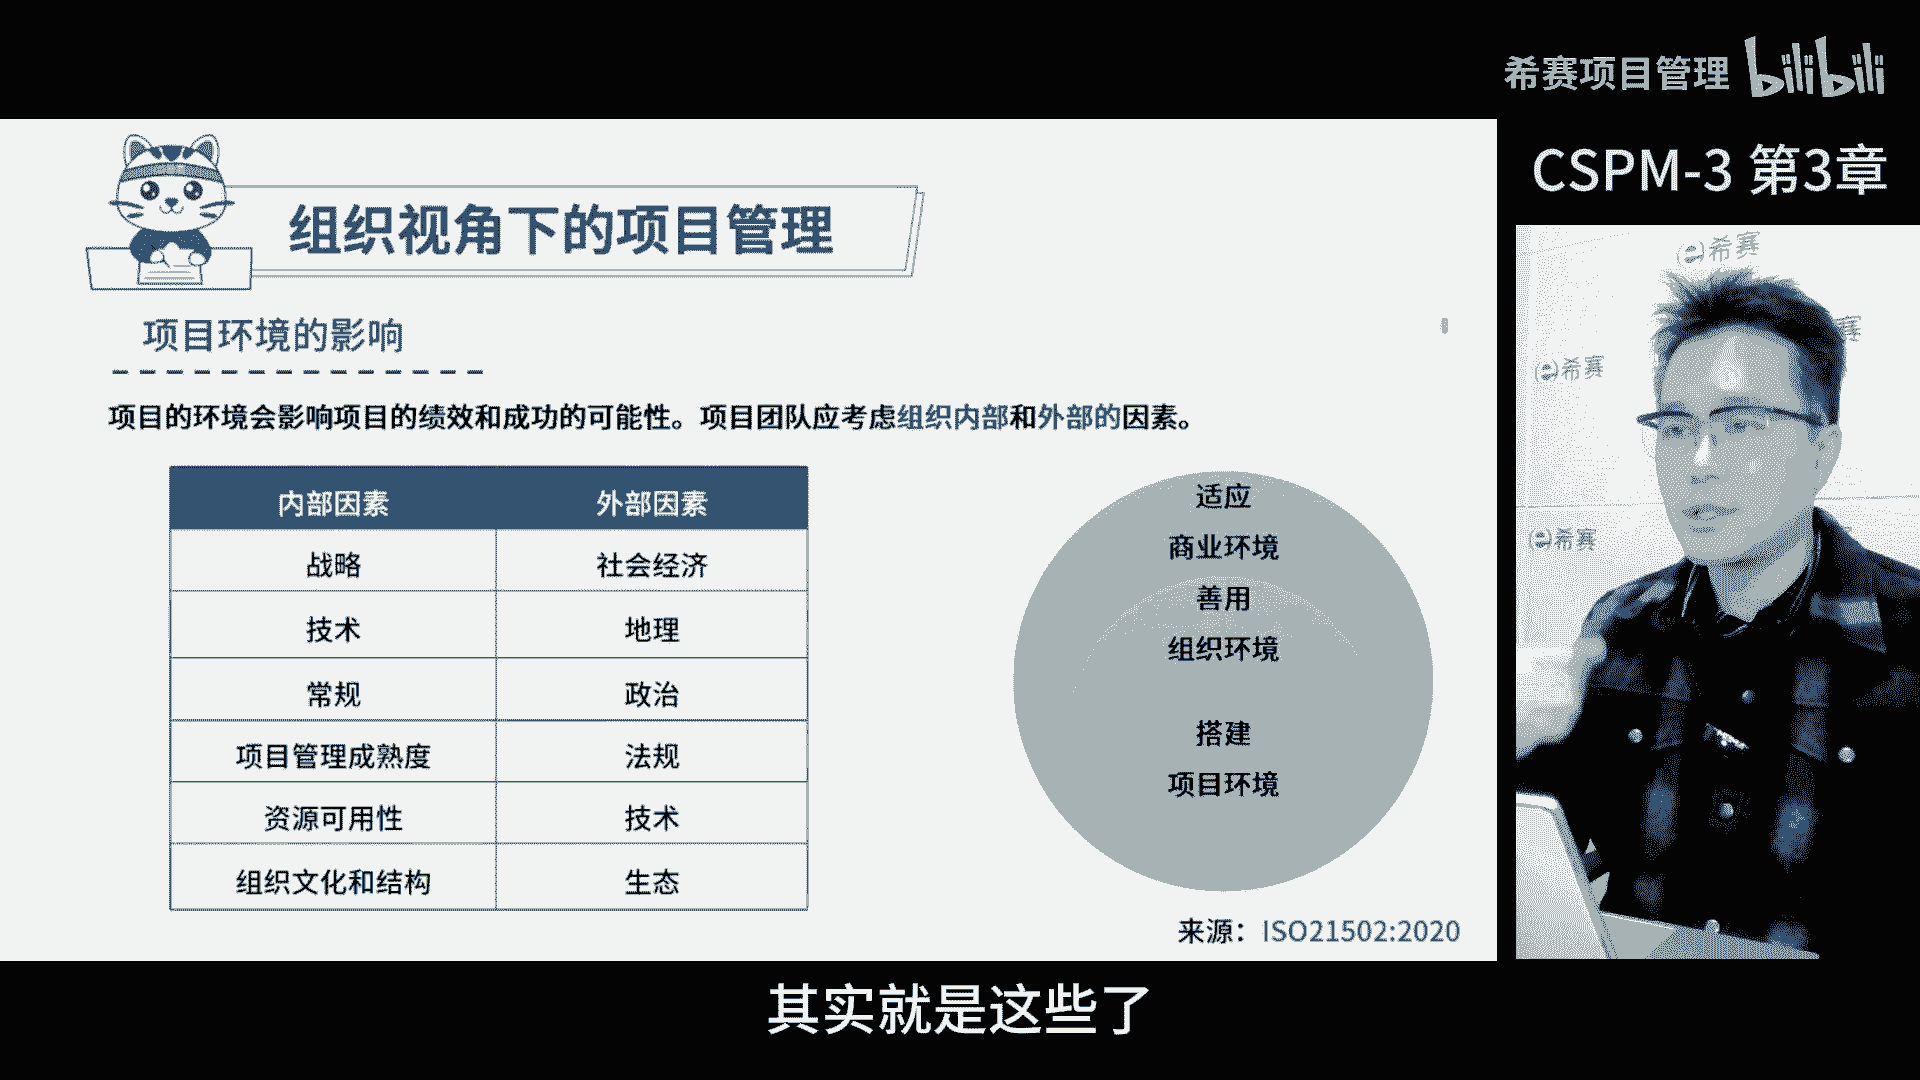 希赛项目管理 bilibili
CSPM-3 第3章
组织视角下的项目管理
项目环境的影响
项目的环境会影响项目的绩效和成功的可能性。项目团队应考虑组织内部和外部的因素。
内部因素 外部因素
战略 社会经济
技术 地理
常规 政治
项目管理成熟度 法规
资源可用性 技术
组织文化和结构 生态
适应
商业环境
善用
组织环境
搭建
项目环境
来源：ISO21502:2020
希赛
赛
希赛
希赛
其实就是这些了